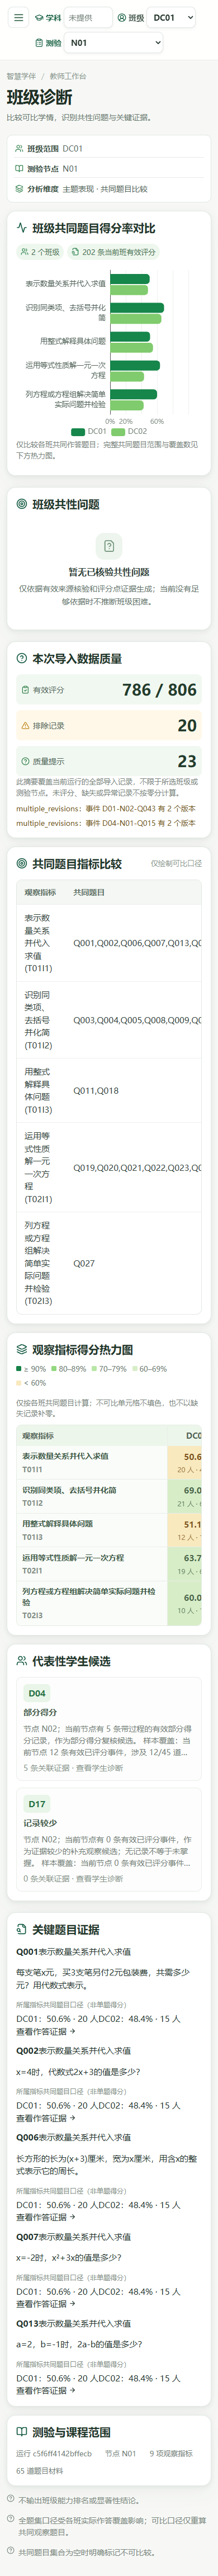 学科 未提供 班级 DC01
测验 N01
智慧学伴 / 教师工作台
班级诊断
比较可比学情，识别共性问题与关键证据。
班级范围 DC01
测验节点 N01
分析维度 主题表现 · 共同题目比较
班级共同题目得分率对比
2 个班级 202 条当前班有效评分
表示数量关系并代入求值
识别同类项、去括号并化
简
用整式解释具体问题
运用等式性质解一元一次
方程
列方程或方程组解决简单
实际问题并检验
0% 20% 60%
DC01 DC02
仅比较各班共同作答题目；完整共同题目范围与覆盖数见
下方热力图。
班级共性问题
暂无已核验共性问题
仅依据有效来源核验和评分点证据生成；当前没有足
够依据时不推断班级困难。
本次导入数据质量
有效评分 786 / 806
排除记录 20
质量提示 23
此摘要覆盖当前运行的全部导入记录，不限于所选班级或
测验节点。未评分、缺失或异常记录不按零分计算。
multiple_revisions：事件 D01-N02-Q043 有 2 个版本
multiple_revisions：事件 D04-N01-Q015 有 2 个版本
共同题目指标比较 仅绘制可比口径
观察指标 共同题目
表示数量关系并代入求值 (T01I1) Q001,Q002,Q006,Q007,Q013,Q0
识别同类项、去括号并化简 (T01I2) Q003,Q004,Q005,Q008,Q009,Q0
用整式解释具体问题 (T01I3) Q011,Q018
运用等式性质解一元一次方程 (T02I1) Q019,Q020,Q021,Q022,Q023,Q0
列方程或方程组解决简单实际问题并检验 (T02I3) Q027
观察指标得分热力图
≥ 90% 80–89% 70–79% 60–69%
< 60%
仅按各班共同题目计算；不可比单元格不填色，也不以缺
失记录补零。
观察指标 DC0
表示数量关系并代入求值 50.6
T01I1 20 人 ·
识别同类项、去括号并化简 69.0
T01I2 21 人 ·
用整式解释具体问题 51.1
T01I3 12 人 ·
运用等式性质解一元一次方程 63.7
T02I1 19 人 ·
列方程或方程组解决简单实际问题并检
验 60.0
T02I3 10 人 ·
代表性学生候选
D04
部分得分
节点 N02；当前节点有 5 条带过程的有效部分得
分记录，作为部分得分复核候选。 样本覆盖：当
前节点 12 条有效已评分事件，涉及 12/45 道...
5 条关联证据 · 查看学生诊断
D17
记录较少
节点 N02；当前节点有 0 条有效已评分事件，作
为证据较少的补充观察候选；无记录不等于未掌
握。 样本覆盖：当前节点 0 条有效已评分事件...
0 条关联证据 · 查看学生诊断
关键题目证据
Q001表示数量关系并代入求值
每支笔x元，买3支笔另付2元包装费，共需多少
元？用代数式表示。
所属指标共同题目口径（非单题得分）
DC01：50.6% · 20 人DC02：48.4% · 15 人
查看作答证据 →
Q002表示数量关系并代入求值
x=4时，代数式2x+3的值是多少？
所属指标共同题目口径（非单题得分）
DC01：50.6% · 20 人DC02：48.4% · 15 人
查看作答证据 →
Q006表示数量关系并代入求值
长方形的长为(x+3)厘米，宽为x厘米，用含x的整
式表示它的周长。
所属指标共同题目口径（非单题得分）
DC01：50.6% · 20 人DC02：48.4% · 15 人
查看作答证据 →
Q007表示数量关系并代入求值
x=-2时，x²+3x的值是多少？
所属指标共同题目口径（非单题得分）
DC01：50.6% · 20 人DC02：48.4% · 15 人
查看作答证据 →
Q013表示数量关系并代入求值
a=2，b=-1时，2a-b的值是多少？
所属指标共同题目口径（非单题得分）
DC01：50.6% · 20 人DC02：48.4% · 15 人
查看作答证据 →
测验与课程范围
运行 c5f6ff4142bffecb 节点 N01 9 项观察指标
65 道题目材料
不输出班级能力排名或显著性结论。
全题集口径受各班实际作答覆盖影响；可比口径仅重算
共同观察题目。
共同题目集合为空时明确标记不可比较。